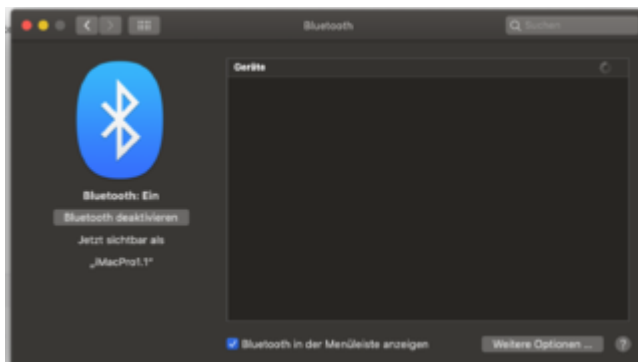 Bluetooth
Suchen
Geräte
Bluetooth: Ein
Bluetooth deaktivieren
Jetzt sichtbar als
„iMacPro1.1“
Bluetooth in der Menüleiste anzeigen
Weitere Optionen ...
?